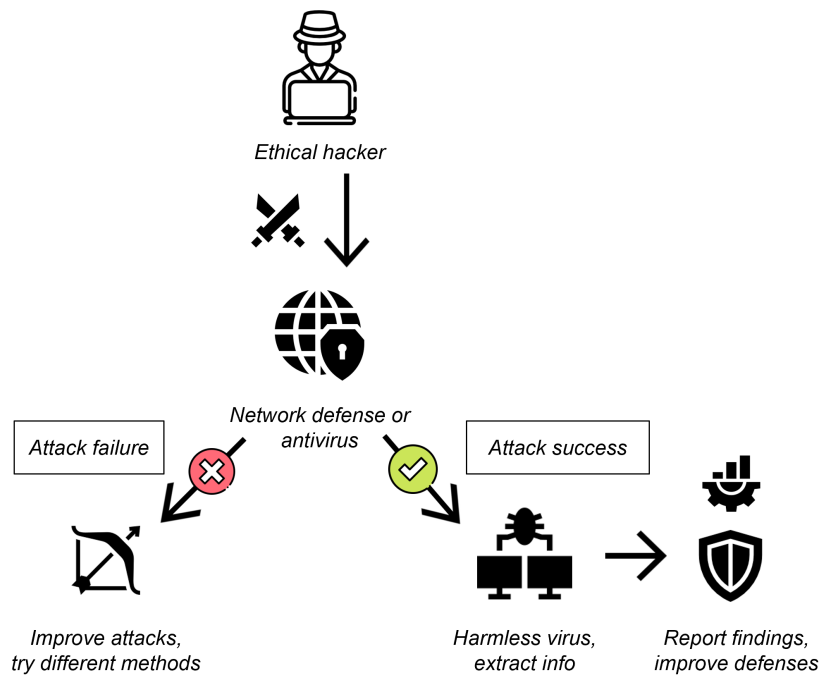 Ethical hacker
Network defense or
antivirus
Attack failure
Attack success
Improve attacks,
try different methods
Harmless virus,
extract info
Report findings,
improve defenses